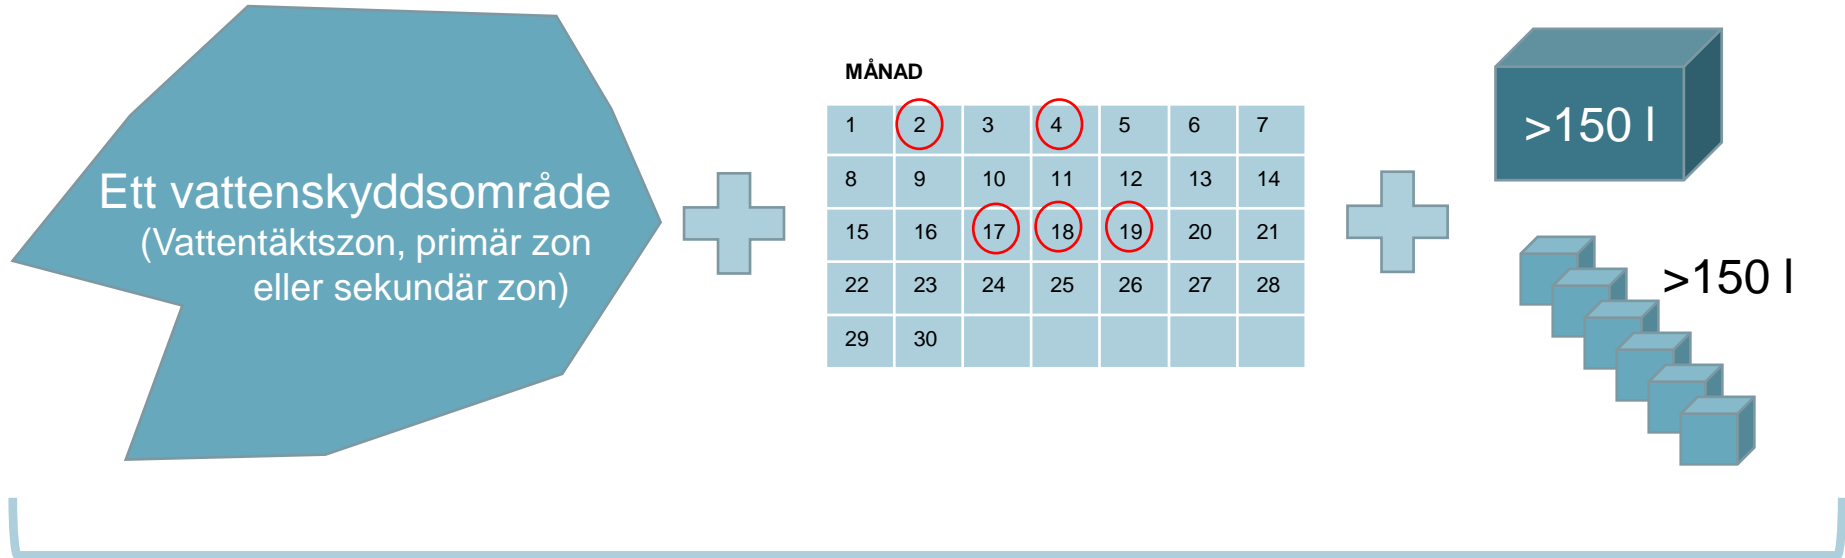 Ett vattenskyddsområde
(Vattentäktszon, primär zon
eller sekundär zon)
MÅNAD
1 2 3 4 5 6 7
8 9 10 11 12 13 14
15 16 17 18 19 20 21
22 23 24 25 26 27 28
29 30
>150 l
>150 l